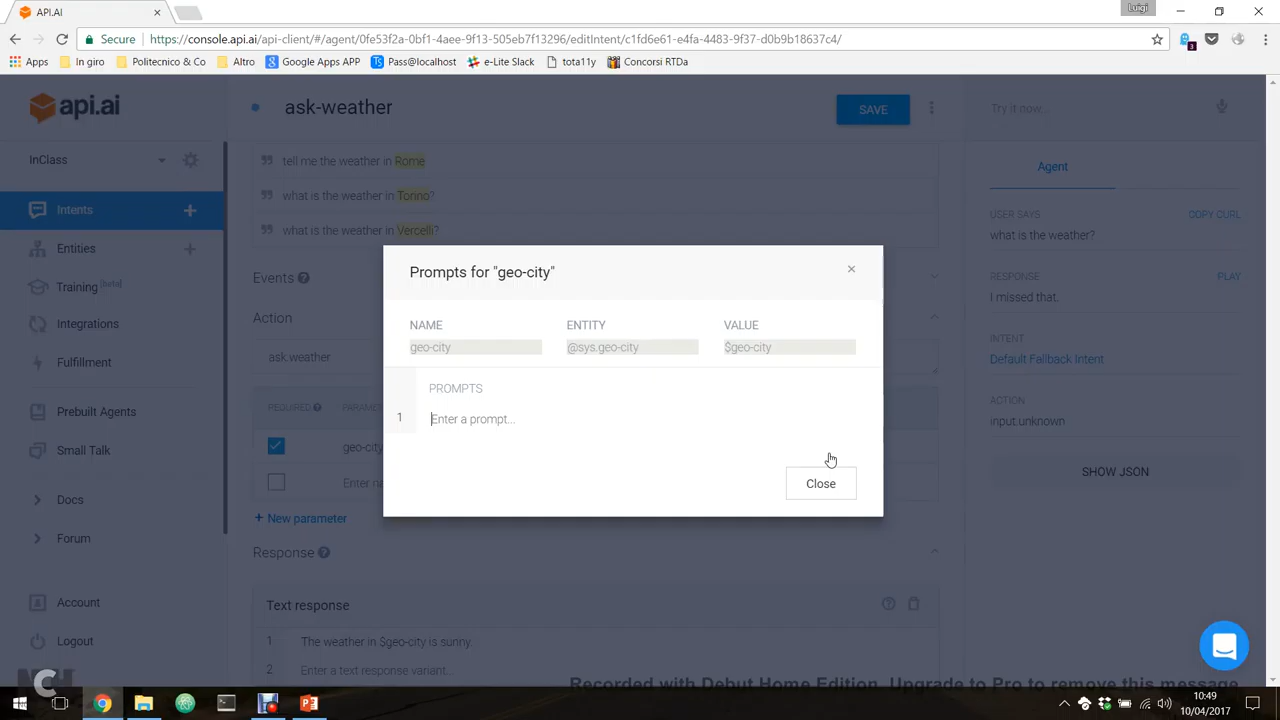 API.AI
Luigi
Secure
https://console.api.ai/api-client/#/agent/0fe53f2a-0bf1-4aee-9f13-505eb7f13296/editIntent/c1fd6e61-e4fa-4483-9f37-d0b9b18637c4/
3
Apps In giro Politecnico & Co Altro Google Apps APP Pass@localhost e-Lite Slack tota11y Concorsi RTDa
api.ai
ask-weather
SAVE
Try it now...
InClass
tell me the weather in Rome
Agent
what is the weather in Torino?
Intents
USER SAYS COPY CURL
what is the weather in Vercelli?
what is the weather?
Entities
Events
Prompts for "geo-city"
RESPONSE PLAY
Training [beta]
I missed that.
Integrations
Action
NAME ENTITY VALUE
INTENT
geo-city @sys.geo-city $geo-city
ask.weather
Default Fallback Intent
Fulfillment
PROMPTS
ACTION
REQUIRED PARAME
1 Enter a prompt...
input.unknown
Prebuilt Agents
geo-city
Small Talk
SHOW JSON
Enter na
Close
Docs
+ New parameter
Forum
Response
Account
Text response
Logout
1 The weather in $geo-city is sunny.
2 Enter a text response variant...
Recorded with Debut Home Edition. Upgrade to Pro to remove this message
10:49
10/04/2017